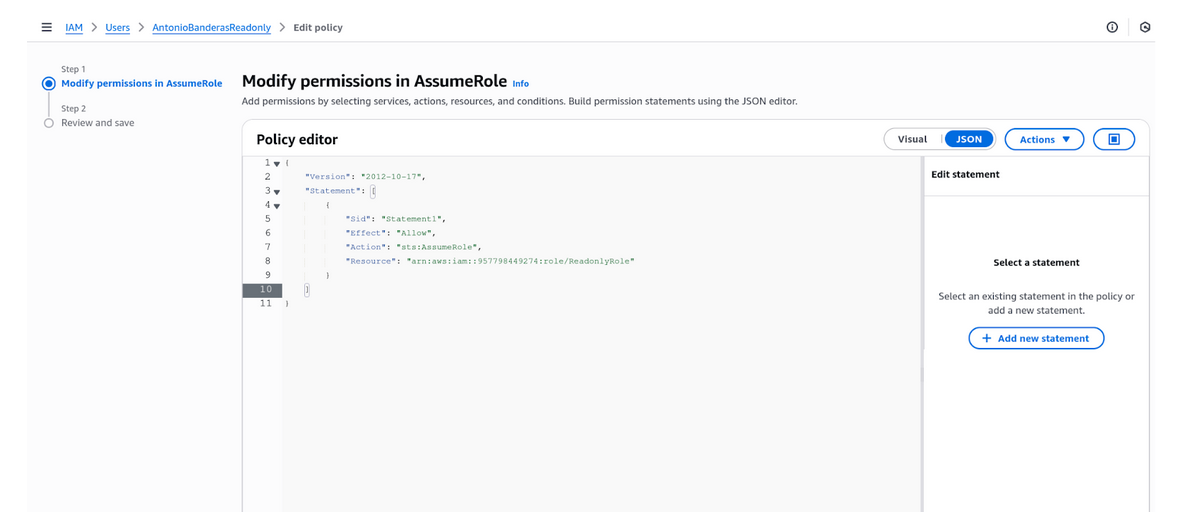 IAM > Users > AntonioBanderasReadonly > Edit policy
Step 1
Modify permissions in AssumeRole
Step 2
Review and save
Modify permissions in AssumeRole Info
Add permissions by selecting services, actions, resources, and conditions. Build permission statements using the JSON editor.
Policy editor
Visual JSON Actions
1 {
2 "Version": "2012-10-17",
3 "Statement": [
4 {
5 "Sid": "Statement1",
6 "Effect": "Allow",
7 "Action": "sts:AssumeRole",
8 "Resource": "arn:aws:iam::957798449274:role/ReadonlyRole"
9 }
10 ]
11 }
Edit statement
Select a statement
Select an existing statement in the policy or
add a new statement.
+ Add new statement